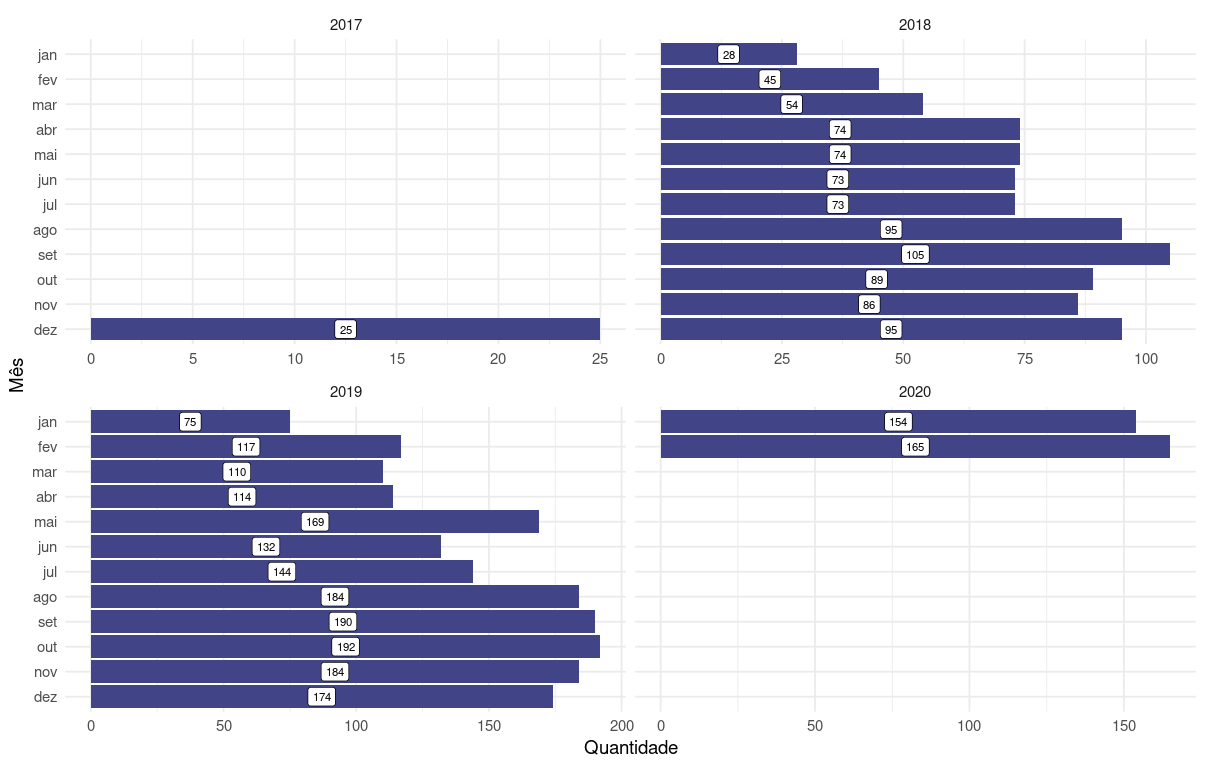 2017
2018
jan
28
fev
45
mar
54
abr
74
mai
74
jun
73
jul
73
ago
95
set
105
out
89
nov
86
dez
25
95
0 5 10 15 20 25
0 25 50 75 100
Mês
2019
2020
jan
75
154
fev
117
165
mar
110
abr
114
mai
169
jun
132
jul
144
ago
184
set
190
out
192
nov
184
dez
174
0 50 100 150 200
0 50 100 150
Quantidade